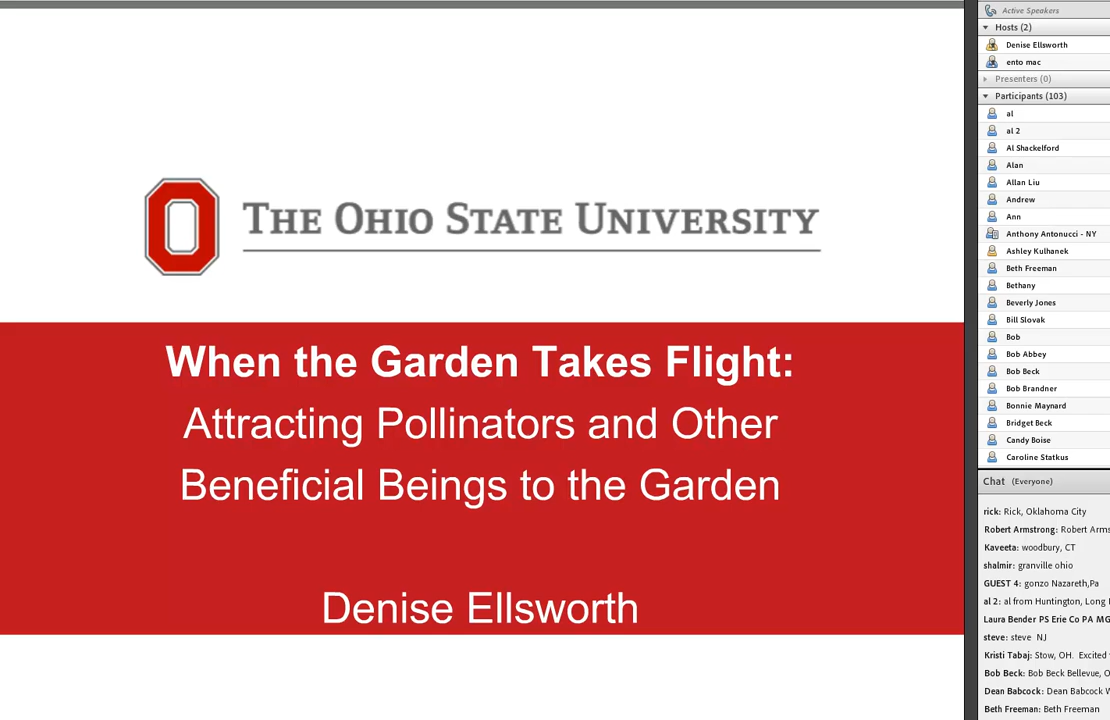 THE OHIO STATE UNIVERSITY
When the Garden Takes Flight:
Attracting Pollinators and Other
Beneficial Beings to the Garden
Denise Ellsworth
Active Speakers
Hosts (2)
Denise Ellsworth
ento mac
Presenters (0)
Participants (103)
al
al 2
Al Shackelford
Alan
Allan Liu
Andrew
Ann
Anthony Antonucci - NY
Ashley Kulhanek
Beth Freeman
Bethany
Beverly Jones
Bill Slovak
Bob
Bob Abbey
Bob Beck
Bob Brandner
Bonnie Maynard
Bridget Beck
Candy Boise
Caroline Statkus
Chat (Everyone)
rick: Rick, Oklahoma City
Robert Armstrong: Robert Arms
Kaveeta: woodbury, CT
shalmir: granville ohio
GUEST 4: gonzo Nazareth,Pa
al 2: al from Huntington, Long
Laura Bender PS Erie Co PA MG
steve: steve NJ
Kristi Tabaj: Stow, OH. Excited
Bob Beck: Bob Beck Bellevue, O
Dean Babcock: Dean Babcock W
Beth Freeman: Beth Freeman